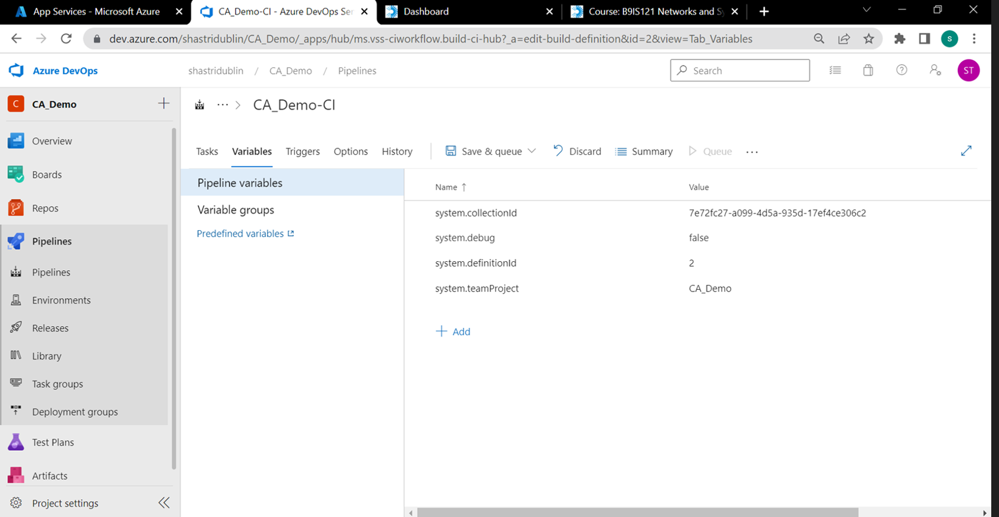 App Services - Microsoft Azure
CA_Demo-CI - Azure DevOps Ser
Dashboard
Course: B9IS121 Networks and Sy
dev.azure.com/shastridublin/CA_Demo/_apps/hub/ms.vss-ciworkflow.build-ci-hub?_a=edit-build-definition&id=2&view=Tab_Variables
S
Azure DevOps
shastridublin / CA_Demo / Pipelines
Search
ST
C CA_Demo
Overview
Boards
Repos
Pipelines
Pipelines
Environments
Releases
Library
Task groups
Deployment groups
Test Plans
Artifacts
Project settings
... > CA_Demo-CI
Tasks Variables Triggers Options History Save & queue Discard Summary Queue ...
Pipeline variables
Variable groups
Predefined variables
Name ↑ Value
system.collectionId 7e72fc27-a099-4d5a-935d-17ef4ce306c2
system.debug false
system.definitionId 2
system.teamProject CA_Demo
+ Add